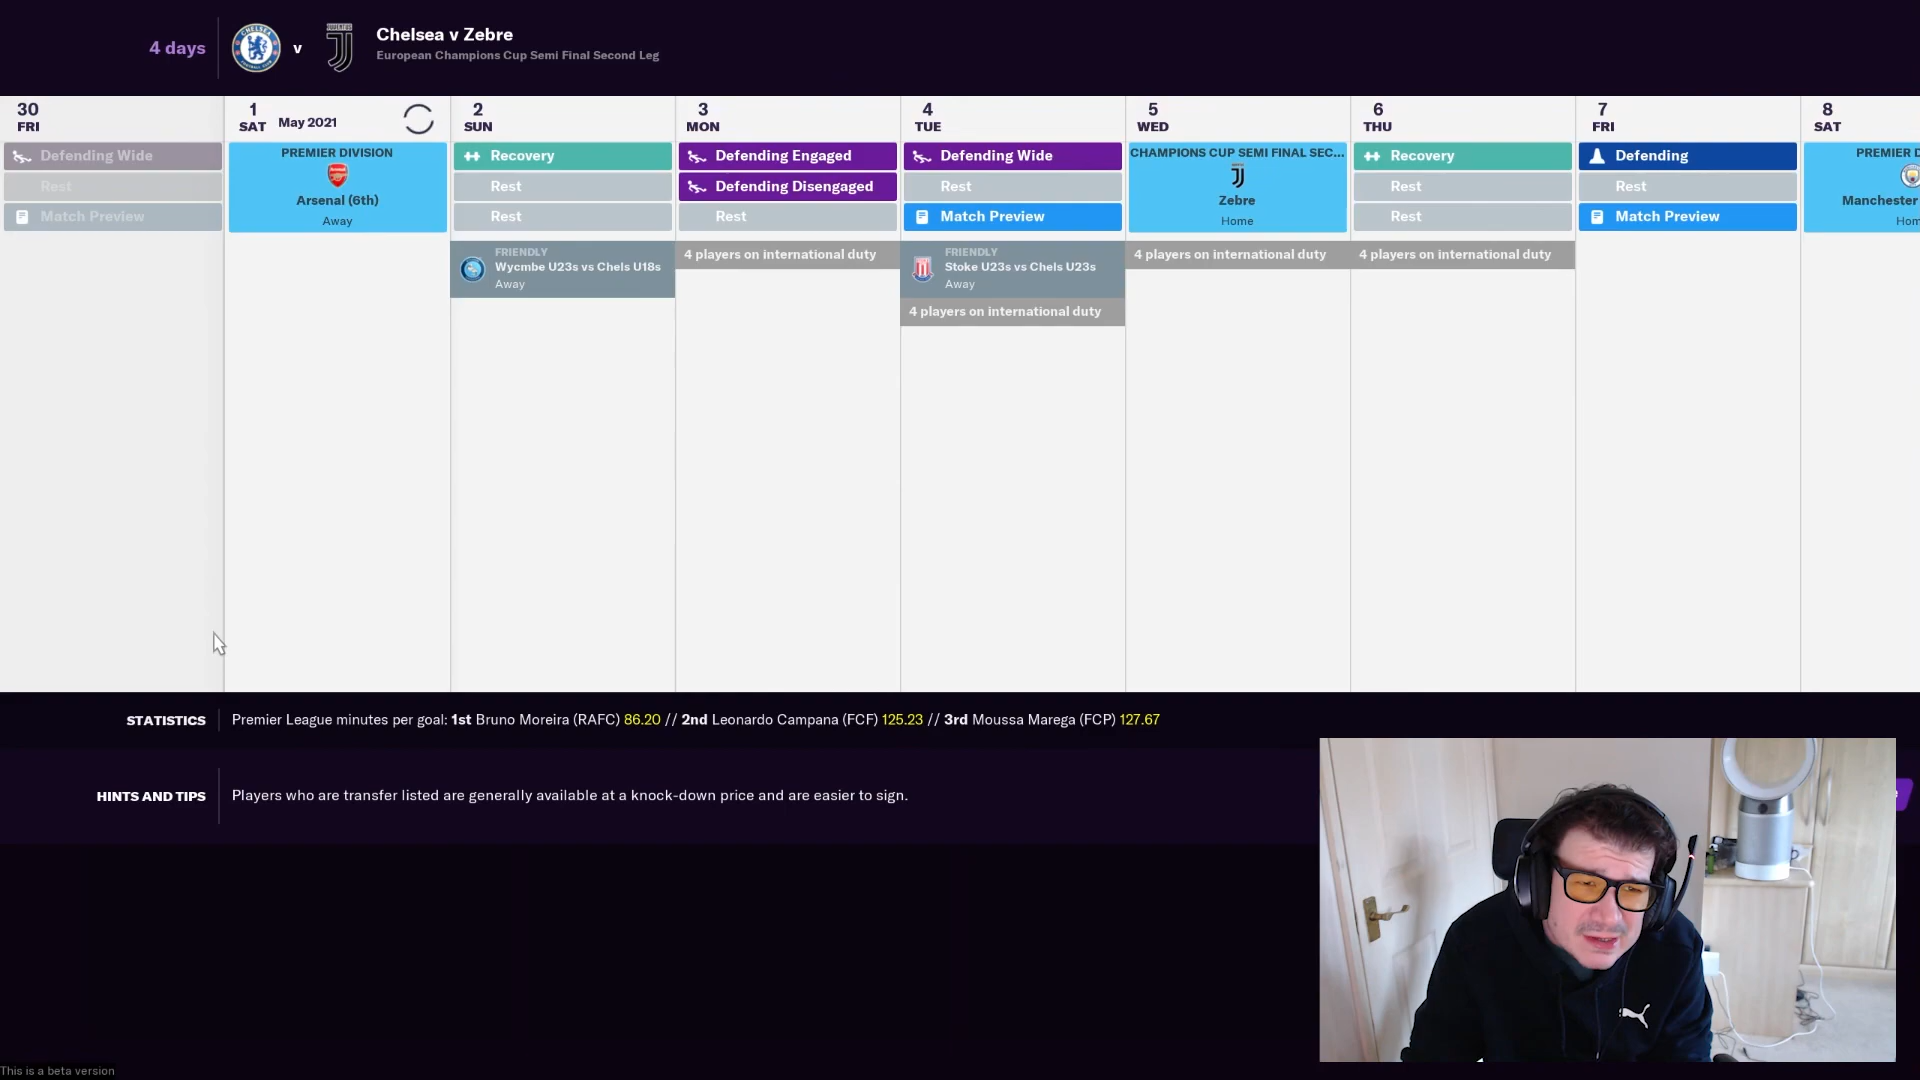 4 days
v
Chelsea v Zebre
European Champions Cup Semi Final Second Leg
30
FRI
Defending Wide
Rest
Match Preview
1
SAT May 2021
PREMIER DIVISION
Arsenal (6th)
Away
2
SUN
Recovery
Rest
Rest
FRIENDLY
Wycmbe U23s vs Chels U18s
Away
3
MON
Defending Engaged
Defending Disengaged
Rest
4 players on international duty
4
TUE
Defending Wide
Rest
Match Preview
FRIENDLY
Stoke U23s vs Chels U23s
Away
4 players on international duty
5
WED
CHAMPIONS CUP SEMI FINAL SEC...
Zebre
Home
4 players on international duty
6
THU
Recovery
Rest
Rest
4 players on international duty
7
FRI
Defending
Rest
Match Preview
8
SAT
PREMIER D
Manchester
Hom
STATISTICS
Premier League minutes per goal: 1st Bruno Moreira (RAFC) 86.20 // 2nd Leonardo Campana (FCF) 125.23 // 3rd Moussa Marega (FCP) 127.67
HINTS AND TIPS
Players who are transfer listed are generally available at a knock-down price and are easier to sign.
This is a beta version